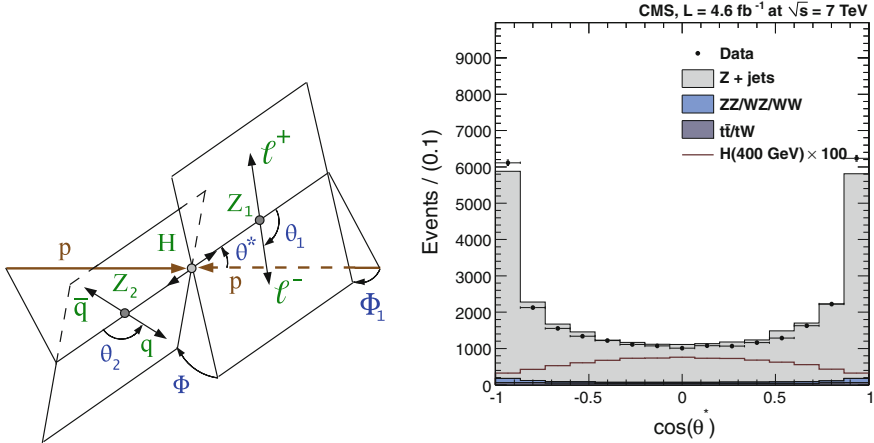 ℓ⁺
Z₁
H
θ*
θ₁
p
p
Z₂
ℓ⁻
q̄
Φ₁
θ₂
q
Φ
CMS, L = 4.6 fb⁻¹ at √s = 7 TeV
Data
Z + jets
ZZ/WZ/WW
tt̄/tW
H(400 GeV) × 100
Events / (0.1)
9000
8000
7000
6000
5000
4000
3000
2000
1000
0
-1 -0.5 0 0.5 1
cos(θ*)